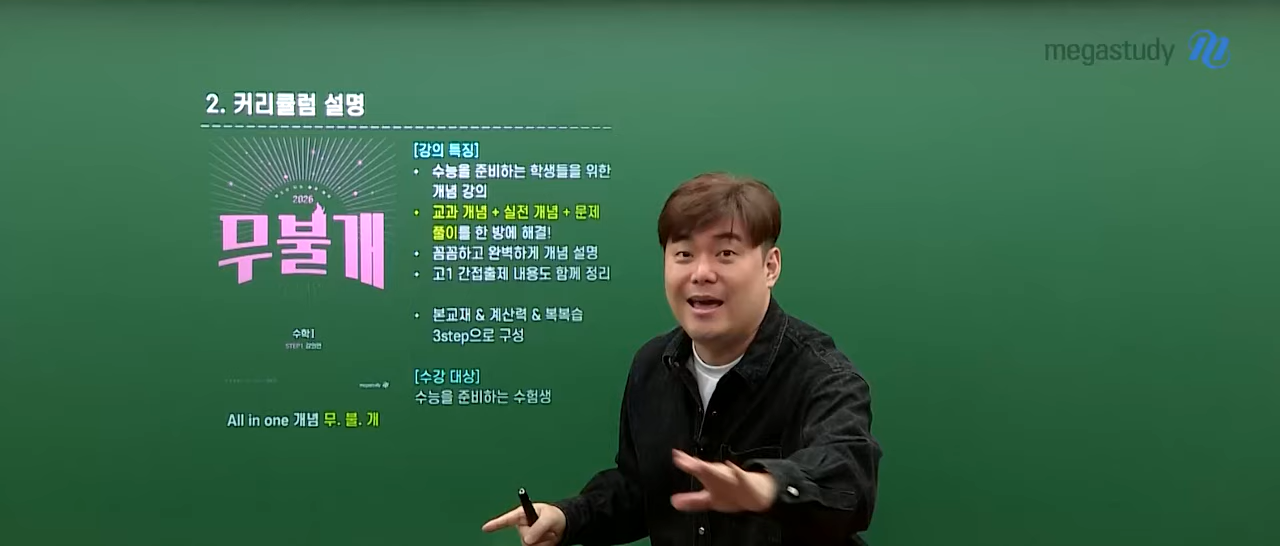 megastudy
2. 커리큘럼 설명
2026
무불개
수학Ⅰ
STEP1 강의편
megastudy
All in one 개념 무. 불. 개
[강의 특징]
• 수능을 준비하는 학생들을 위한
개념 강의
• 교과 개념 + 실전 개념 + 문제
풀이를 한 방에 해결!
• 꼼꼼하고 완벽하게 개념 설명
• 고1 간접출제 내용도 함께 정리
• 본교재 & 계산력 & 복복습
3step으로 구성
[수강 대상]
수능을 준비하는 수험생